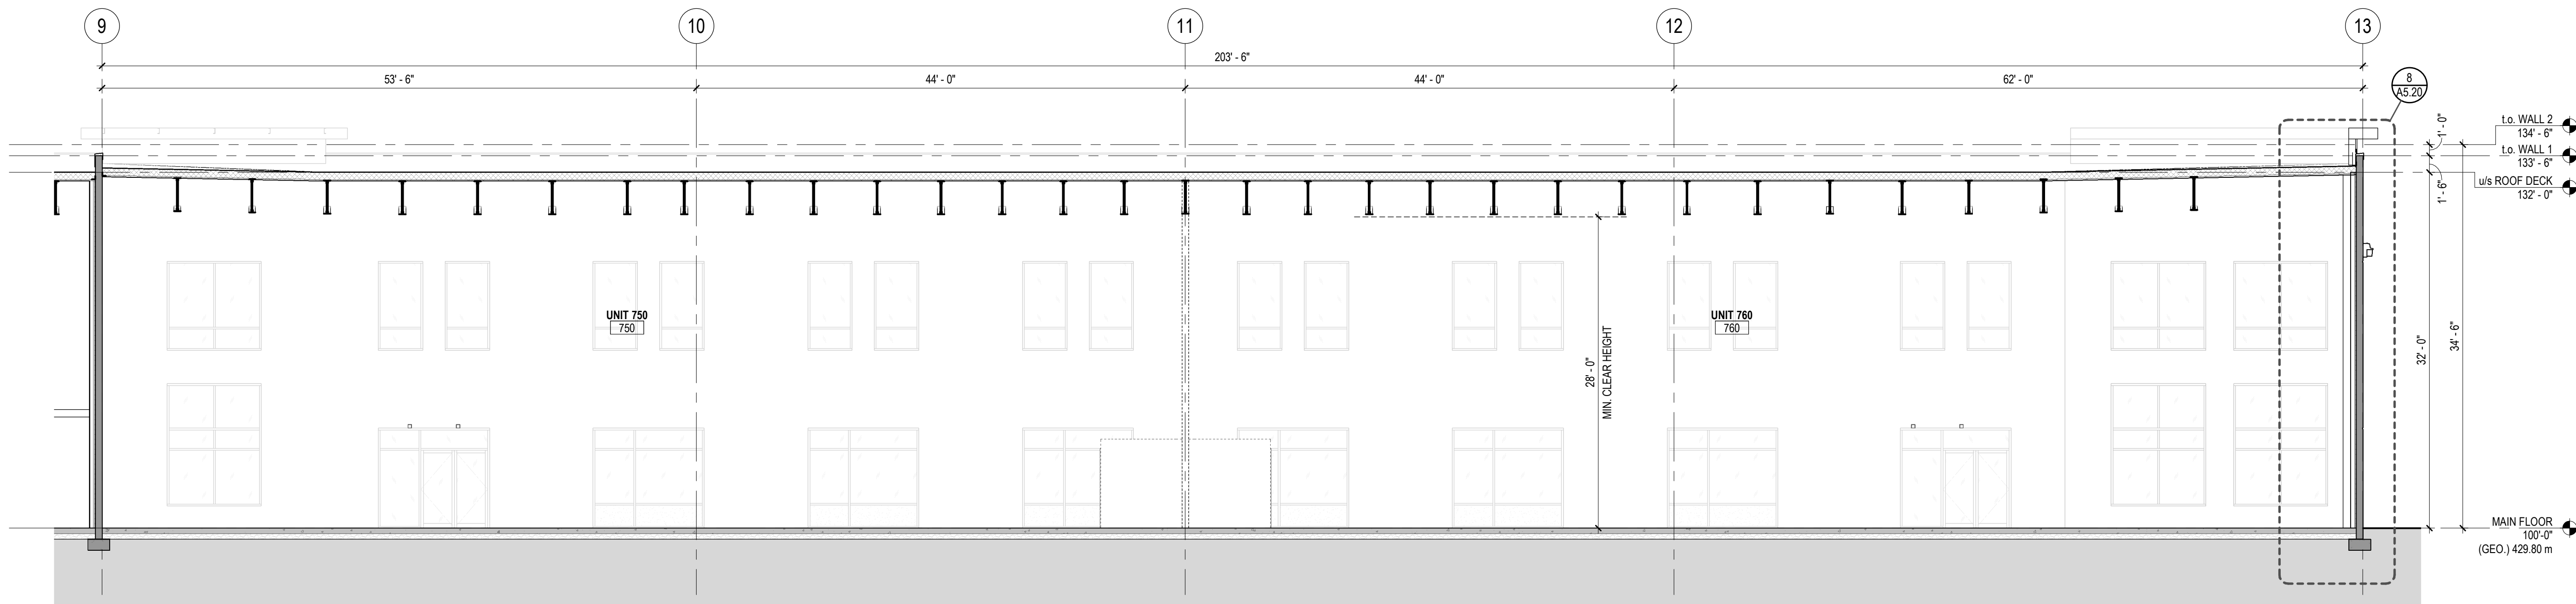 9
10
11
12
13
203' - 6"
53' - 6"
44' - 0"
44' - 0"
62' - 0"
8
A5.20
t.o. WALL 2
134' - 6"
1' - 0"
t.o. WALL 1
133' - 6"
u/s ROOF DECK
132' - 0"
1' - 6"
UNIT 750
750
UNIT 760
760
28' - 0"
MIN. CLEAR HEIGHT
32' - 0"
34' - 6"
MAIN FLOOR
100'-0"
(GEO.) 429.80 m